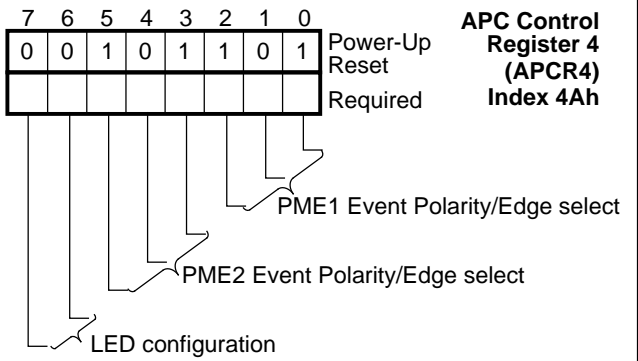 7 6 5 4 3 2 1 0
APC Control
Register 4
(APCR4)
Index 4Ah
0 0 1 0 1 1 0 1
Power-Up
Reset
Required
PME1 Event Polarity/Edge select
PME2 Event Polarity/Edge select
LED configuration